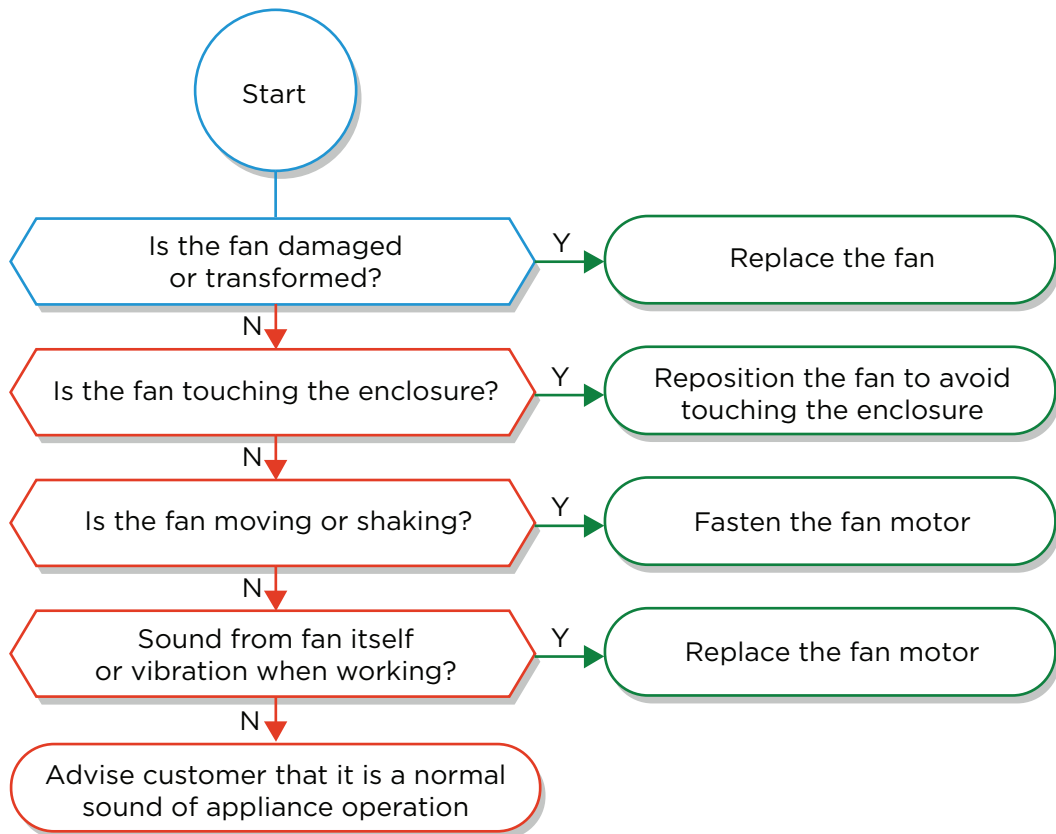 Start
Is the fan damaged
or transformed?
Y
Replace the fan
N
Is the fan touching the enclosure?
Y
Reposition the fan to avoid
touching the enclosure
N
Is the fan moving or shaking?
Y
Fasten the fan motor
N
Sound from fan itself
or vibration when working?
Y
Replace the fan motor
N
Advise customer that it is a normal
sound of appliance operation